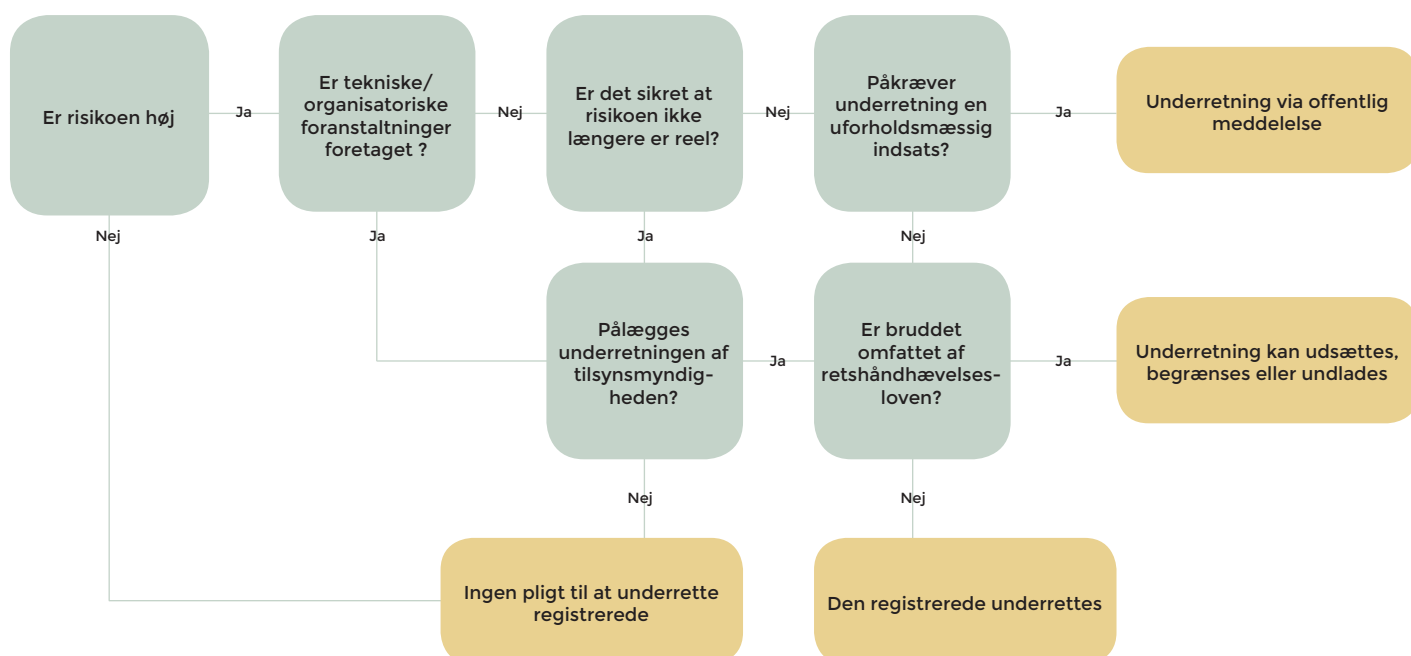 Er risikoen høj
Ja
Er tekniske/
organisatoriske
foranstaltninger
foretaget ?
Nej
Er det sikret at
risikoen ikke
længere er reel?
Nej
Påkræver
underretning en
uforholdsmæssig
indsats?
Ja
Underretning via offentlig
meddelelse
Nej
Ja
Ja
Nej
Pålægges
underretningen af
tilsynsmyndig-
heden?
Ja
Er bruddet
omfattet af
retshåndhævelses-
loven?
Ja
Underretning kan udsættes,
begrænses eller undlades
Nej
Nej
Ingen pligt til at underrette
registrerede
Den registrerede underrettes